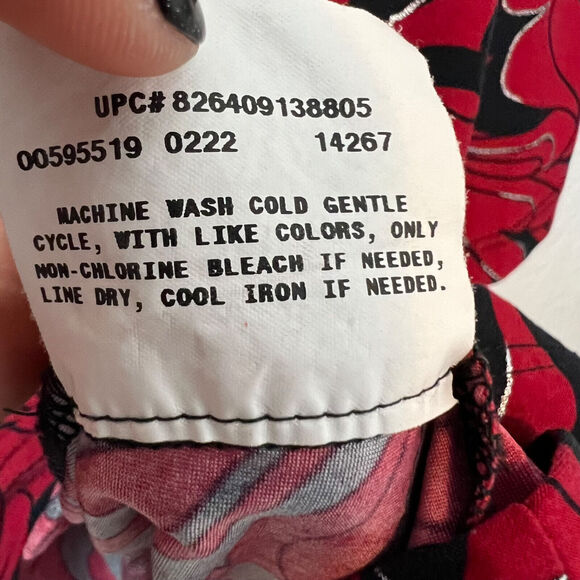 UPC# 826409138805
00595519 0222 14267
MACHINE WASH COLD GENTLE
CYCLE, WITH LIKE COLORS, ONLY
NON-CHLORINE BLEACH IF NEEDED,
LINE DRY, COOL IRON IF NEEDED.